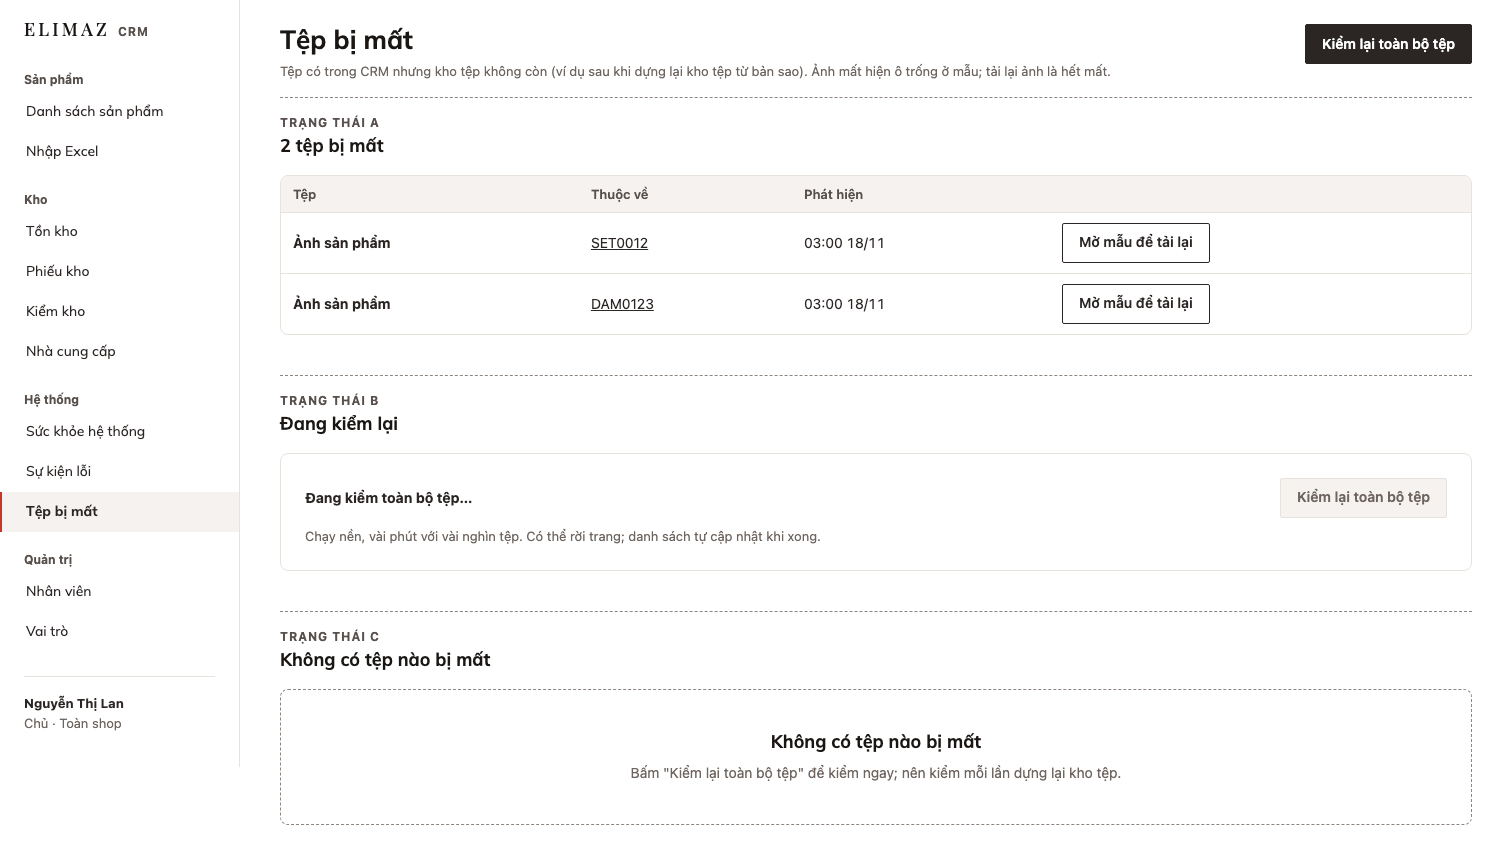 ELIMAZ CRM
Sản phẩm
Danh sách sản phẩm
Nhập Excel
Kho
Tồn kho
Phiếu kho
Kiểm kho
Nhà cung cấp
Hệ thống
Sức khỏe hệ thống
Sự kiện lỗi
Tệp bị mất
Quản trị
Nhân viên
Vai trò
Nguyễn Thị Lan
Chủ · Toàn shop
Tệp bị mất
Kiểm lại toàn bộ tệp
Tệp có trong CRM nhưng kho tệp không còn (ví dụ sau khi dựng lại kho tệp từ bản sao). Ảnh mất hiện ô trống ở mẫu; tải lại ảnh là hết mất.
TRẠNG THÁI A
2 tệp bị mất
Tệp Thuộc về Phát hiện
Ảnh sản phẩm SET0012 03:00 18/11 Mở mẫu để tải lại
Ảnh sản phẩm DAM0123 03:00 18/11 Mở mẫu để tải lại
TRẠNG THÁI B
Đang kiểm lại
Đang kiểm toàn bộ tệp... Kiểm lại toàn bộ tệp
Chạy nền, vài phút với vài nghìn tệp. Có thể rời trang; danh sách tự cập nhật khi xong.
TRẠNG THÁI C
Không có tệp nào bị mất
Không có tệp nào bị mất
Bấm "Kiểm lại toàn bộ tệp" để kiểm ngay; nên kiểm mỗi lần dựng lại kho tệp.